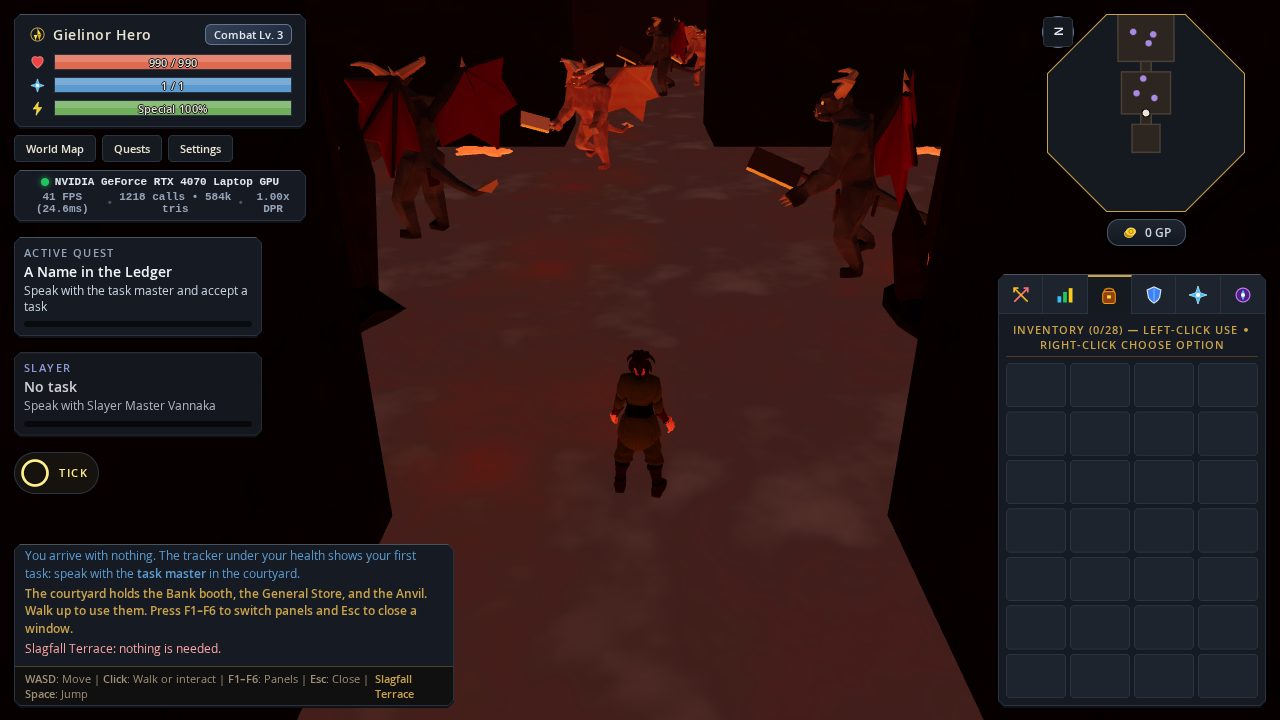 Gielinor Hero
Combat Lv. 3
990 / 990
1 / 1
Special 100%
World Map
Quests
Settings
NVIDIA GeForce RTX 4070 Laptop GPU
41 FPS (24.6ms) • 1218 calls • 584k tris • 1.00x DPR
ACTIVE QUEST
A Name in the Ledger
Speak with the task master and accept a
task
SLAYER
No task
Speak with Slayer Master Vannaka
TICK
You arrive with nothing. The tracker under your health shows your first
task: speak with the task master in the courtyard.
The courtyard holds the Bank booth, the General Store, and the Anvil.
Walk up to use them. Press F1–F6 to switch panels and Esc to close a
window.
Slagfall Terrace: nothing is needed.
WASD: Move | Click: Walk or interact | F1–F6: Panels | Esc: Close |
Space: Jump
Slagfall
Terrace
N
0 GP
INVENTORY (0/28) — LEFT-CLICK USE •
RIGHT-CLICK CHOOSE OPTION